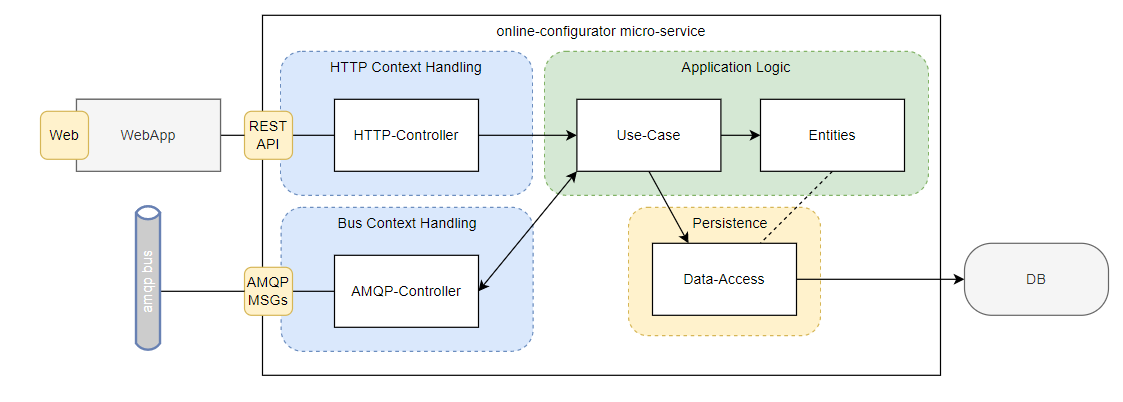 online-configurator micro-service
HTTP Context Handling
Application Logic
Web
WebApp
REST
API
HTTP-Controller
Use-Case
Entities
Bus Context Handling
Persistence
amqp bus
AMQP
MSGs
AMQP-Controller
Data-Access
DB